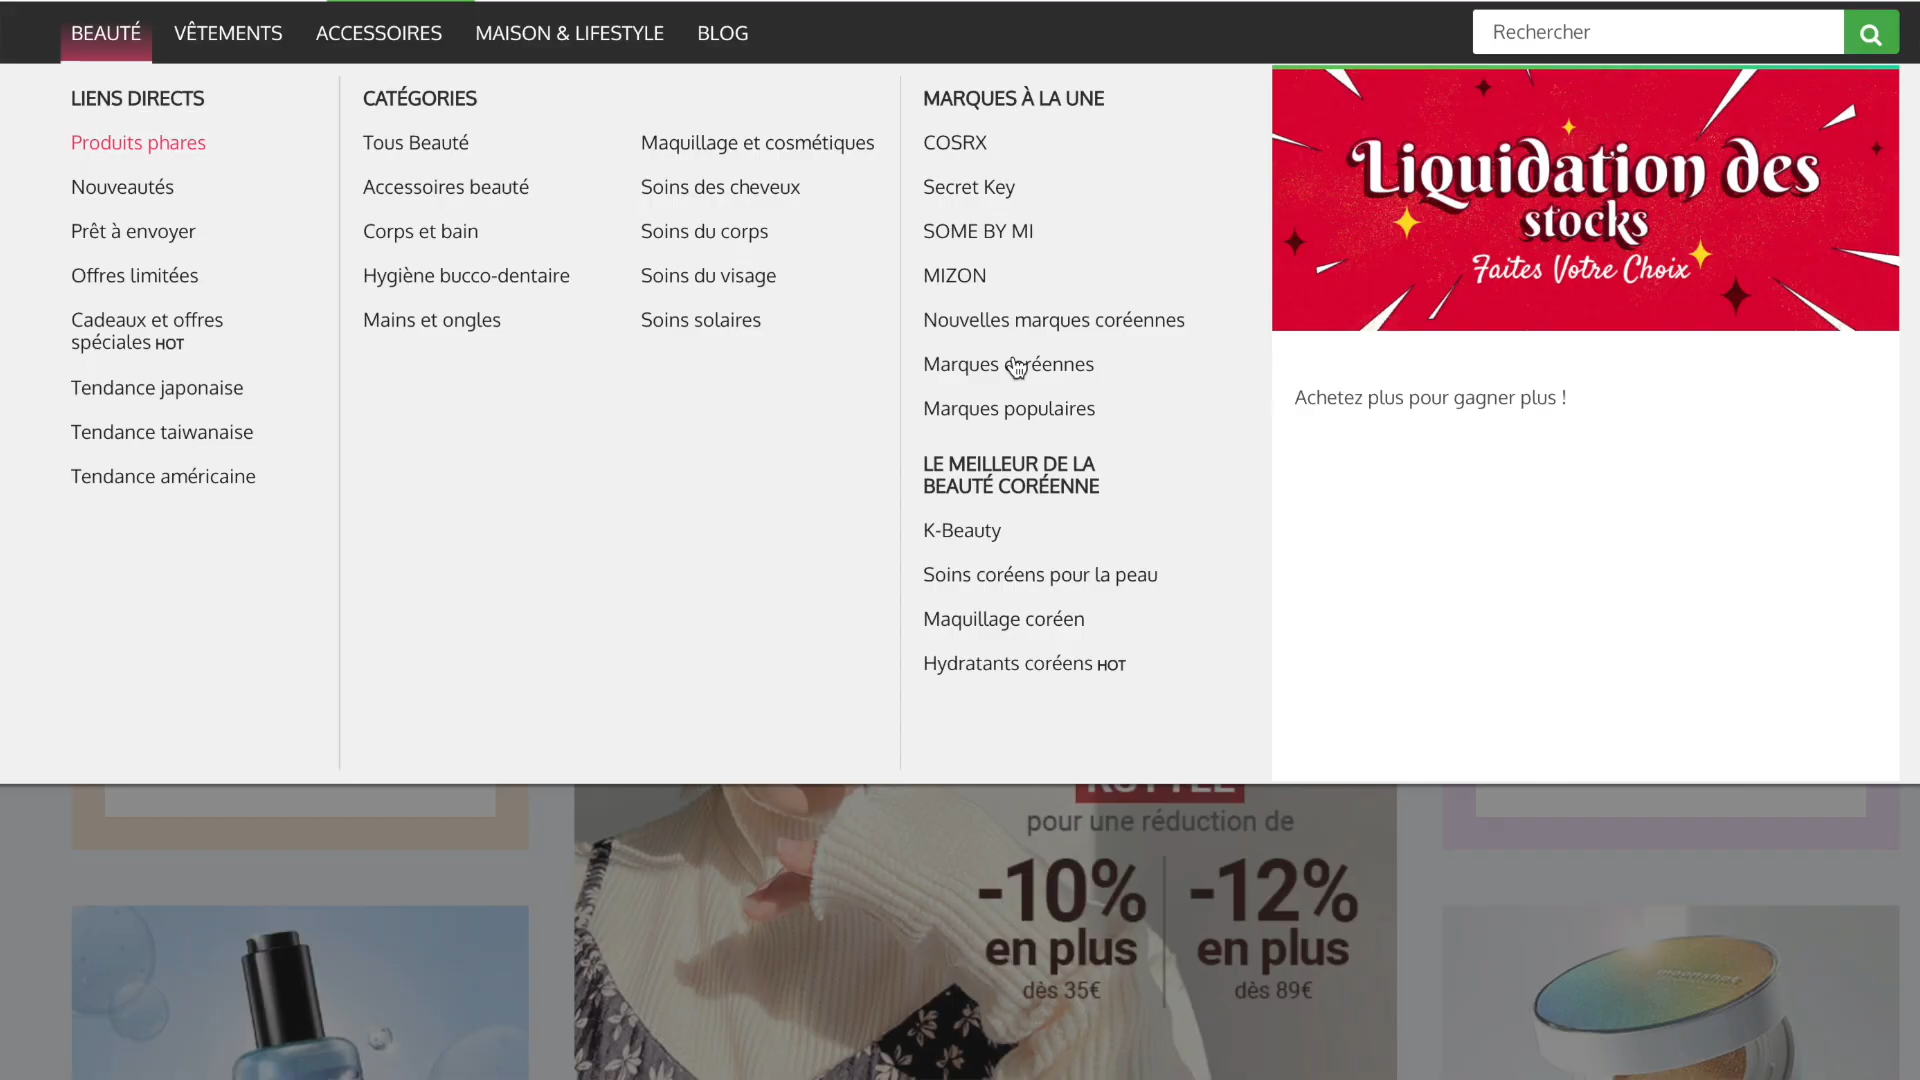 BEAUTÉ
VÊTEMENTS
ACCESSOIRES
MAISON & LIFESTYLE
BLOG
Rechercher
LIENS DIRECTS
Produits phares
Nouveautés
Prêt à envoyer
Offres limitées
Cadeaux et offres
spéciales HOT
Tendance japonaise
Tendance taiwanaise
Tendance américaine
CATÉGORIES
Tous Beauté
Accessoires beauté
Corps et bain
Hygiène bucco-dentaire
Mains et ongles
Maquillage et cosmétiques
Soins des cheveux
Soins du corps
Soins du visage
Soins solaires
MARQUES À LA UNE
COSRX
Secret Key
SOME BY MI
MIZON
Nouvelles marques coréennes
Marques coréennes
Marques populaires
LE MEILLEUR DE LA
BEAUTÉ CORÉENNE
K-Beauty
Soins coréens pour la peau
Maquillage coréen
Hydratants coréens HOT
Liquidation des
stocks
Faites Votre Choix
Achetez plus pour gagner plus !
pour une réduction de
-10%
en plus
dès 35€
-12%
en plus
dès 89€
moonshot